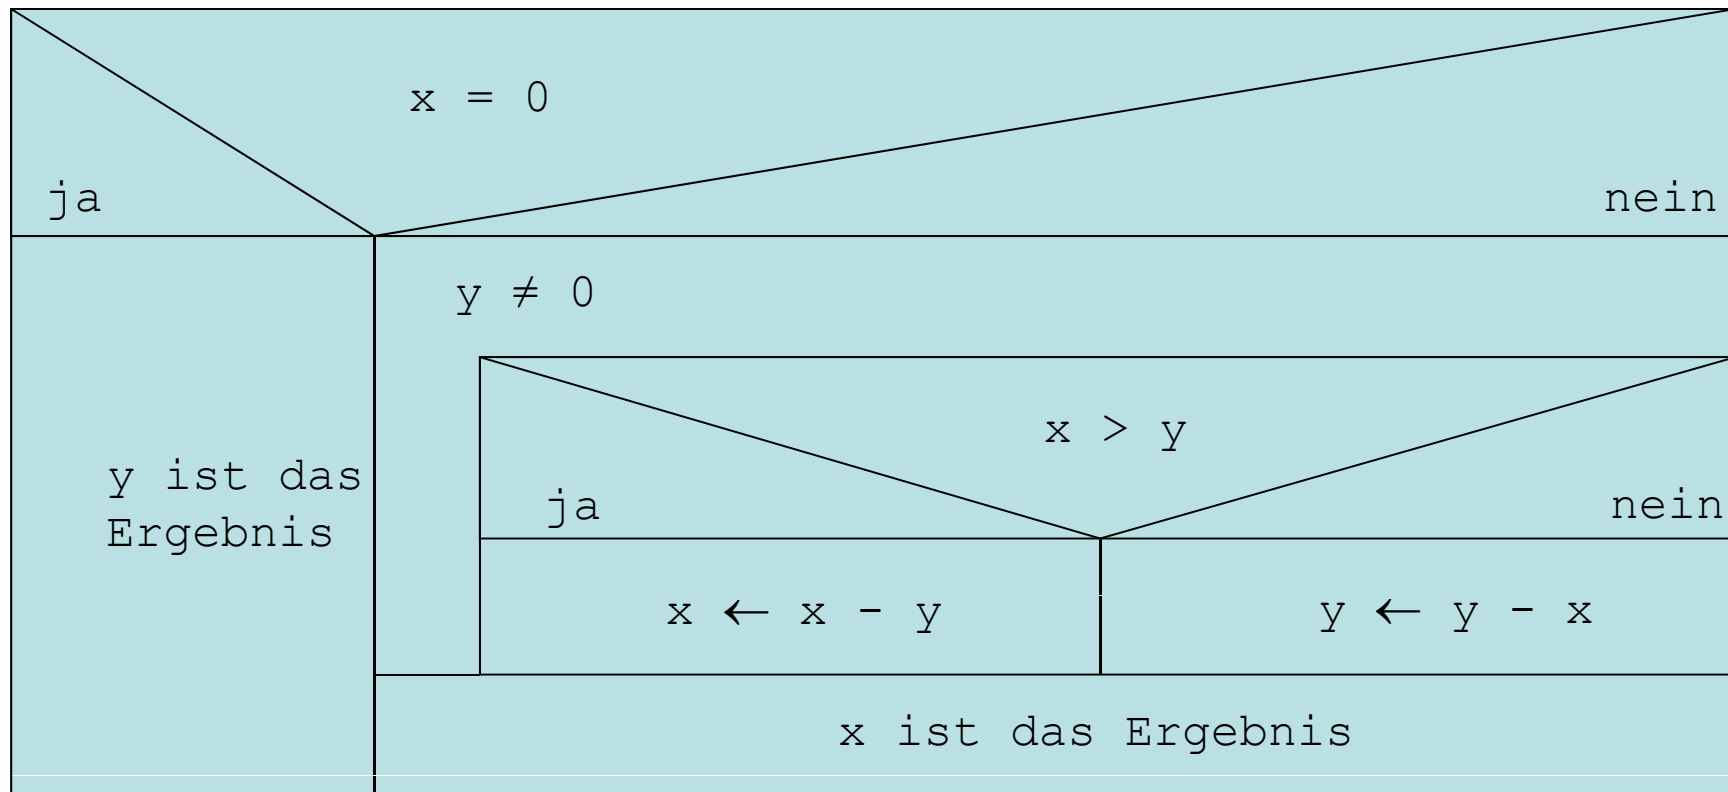 x = 0
ja
nein
y ≠ 0
x > y
y ist das
Ergebnis
ja
nein
x ← x - y
y ← y - x
x ist das Ergebnis